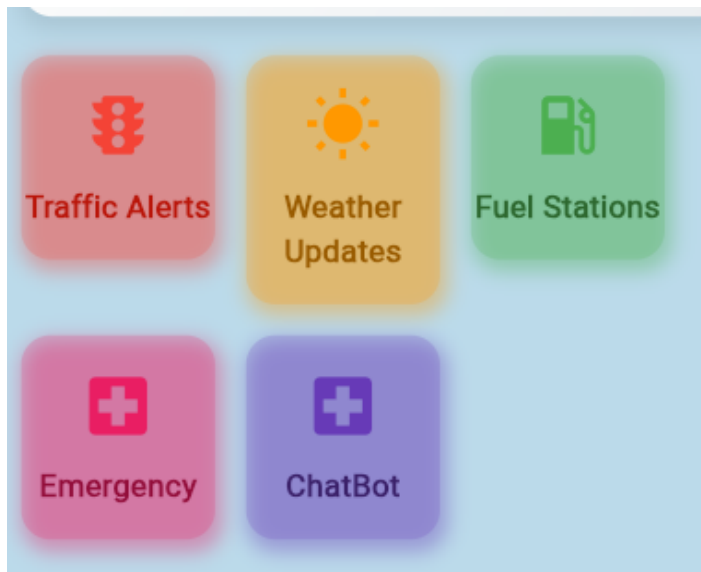 Traffic Alerts
Weather
Updates
Fuel Stations
Emergency
ChatBot